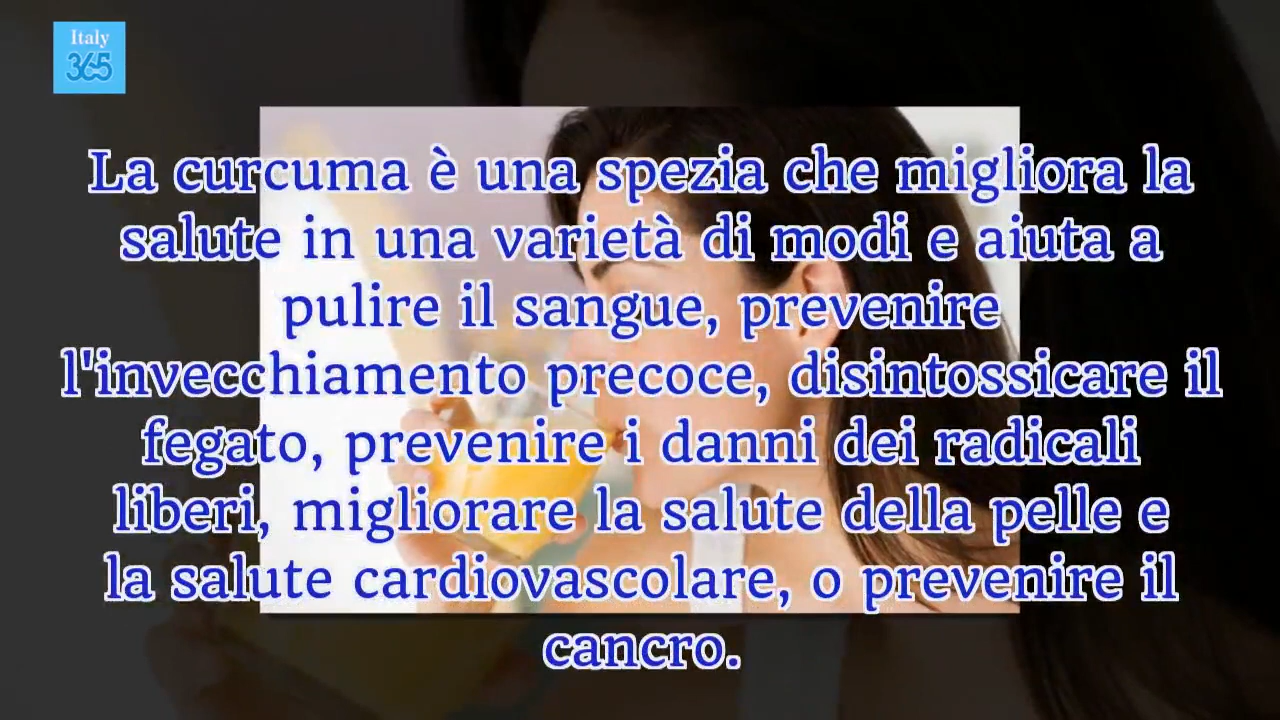 Italy
365
La curcuma è una spezia che migliora la
salute in una varietà di modi e aiuta a
pulire il sangue, prevenire
l'invecchiamento precoce, disintossicare il
fegato, prevenire i danni dei radicali
liberi, migliorare la salute della pelle e
la salute cardiovascolare, o prevenire il
cancro.